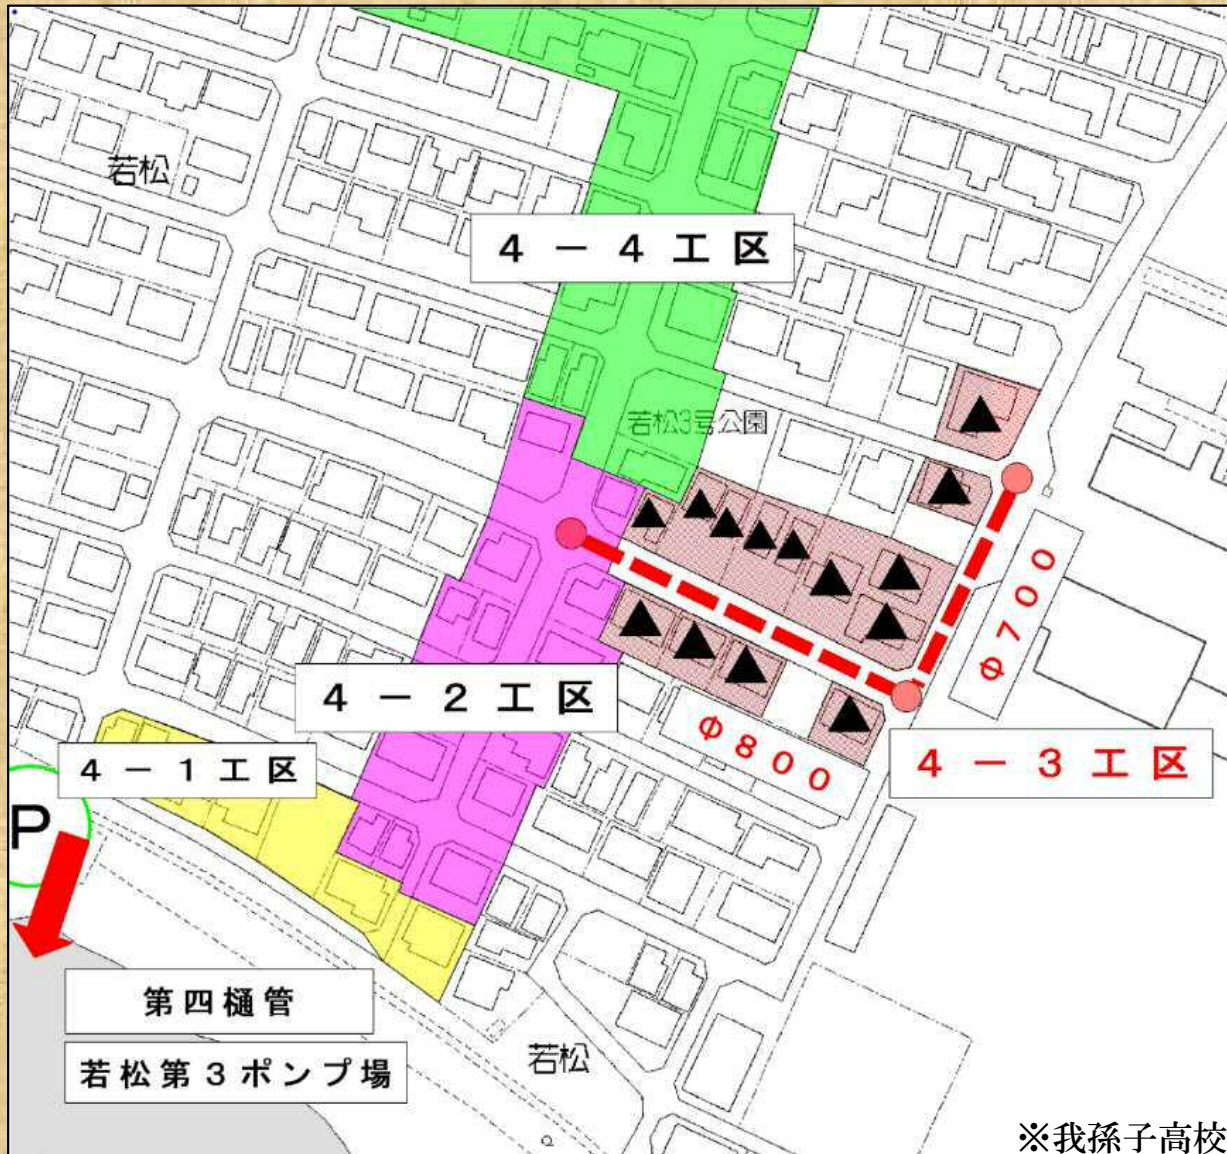 若松
4－4工区
若松3号公園
φ700
4－2工区
φ800
4－3工区
4－1工区
P
第四樋管
若松第3ポンプ場
若松
※我孫子高校